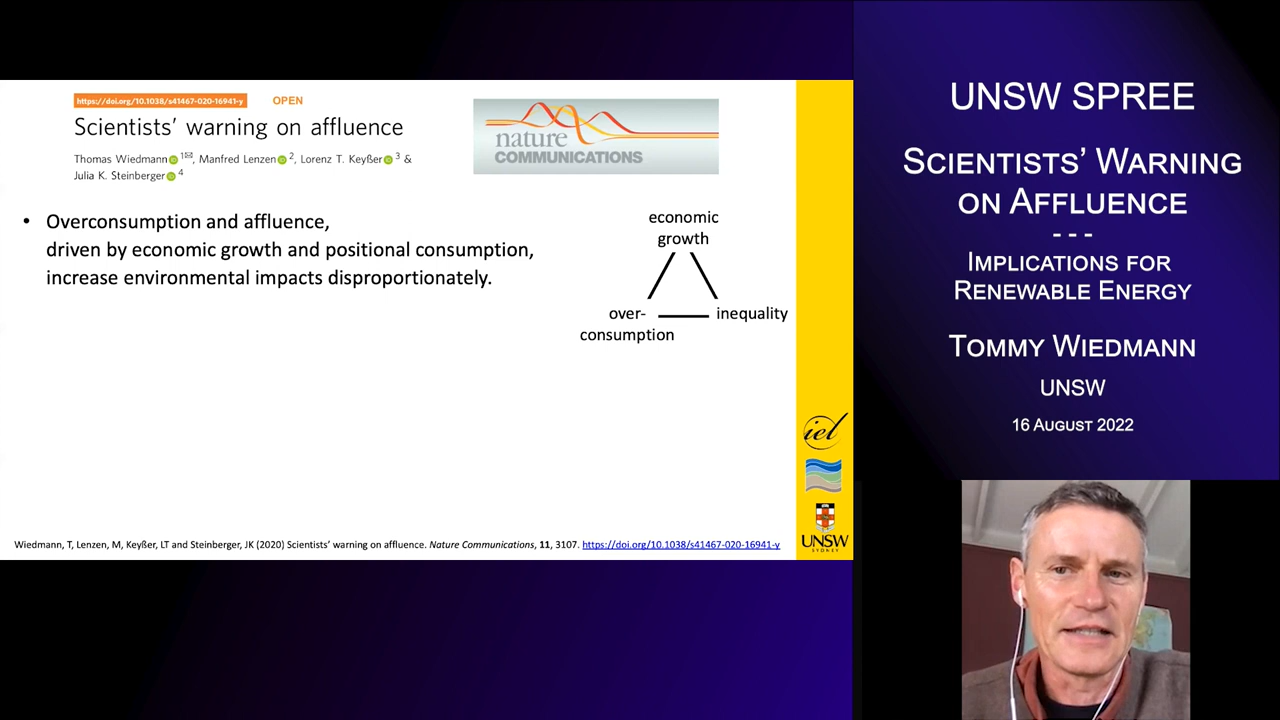 https://doi.org/10.1038/s41467-020-16941-y OPEN
Scientists’ warning on affluence
Thomas Wiedmann 1✉, Manfred Lenzen 2, Lorenz T. Keyßer 3 &
Julia K. Steinberger 4
nature
COMMUNICATIONS
• Overconsumption and affluence,
driven by economic growth and positional consumption,
increase environmental impacts disproportionately.
economic
growth
over-
consumption
inequality
iel
UNSW
SYDNEY
Wiedmann, T, Lenzen, M, Keyßer, LT and Steinberger, JK (2020) Scientists’ warning on affluence. Nature Communications, 11, 3107. https://doi.org/10.1038/s41467-020-16941-y
UNSW SPREE
Scientists’ Warning
on Affluence
- - -
Implications for
Renewable Energy
Tommy Wiedmann
UNSW
16 August 2022